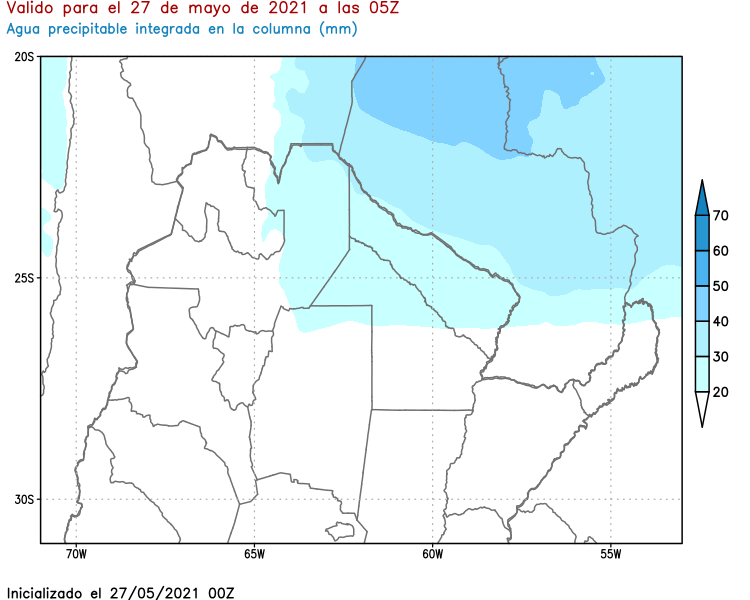 Valido para el 27 de mayo de 2021 a las 05Z
Agua precipitable integrada en la columna (mm)
20S
25S
30S
70W
65W
60W
55W
70
60
50
40
30
20
Inicializado el 27/05/2021 00Z